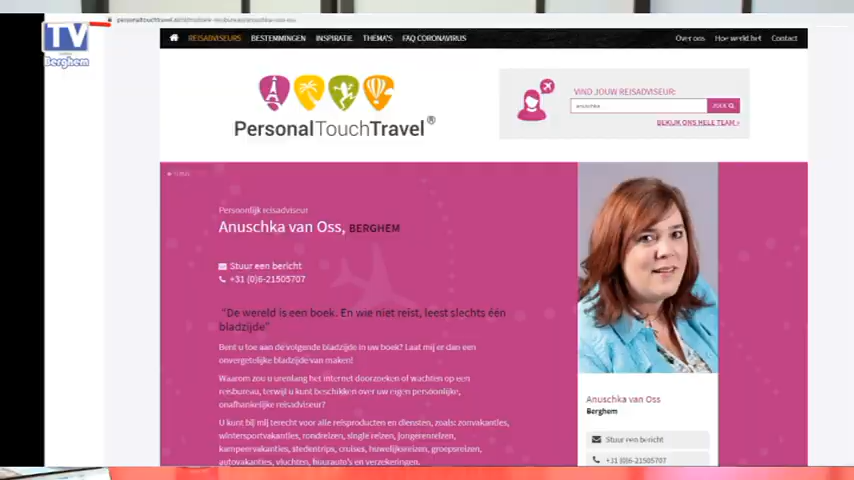 TV
Berghem
REISADVISEURS BESTEMMINGEN INSPIRATIE THEMA'S FAQ CORONAVIRUS Over ons Hoe werkt het Contact
PersonalTouchTravel®
VIND JOUW REISADVISEUR:
anuschka ZOEK
BEKIJK ONS HELE TEAM >
TERUG
Persoonlijk reisadviseur
Anuschka van Oss, BERGHEM
Stuur een bericht
+31 (0)6-21505707
"De wereld is een boek. En wie niet reist, leest slechts één
bladzijde"
Bent u toe aan de volgende bladzijde in uw boek? Laat mij er dan een
onvergetelijke bladzijde van maken!
Waarom zou u urenlang het internet doorzoeken of wachten op een
reisbureau, terwijl u kunt beschikken over uw eigen persoonlijke,
onafhankelijke reisadviseur?
U kunt bij mij terecht voor alle reisproducten en diensten, zoals: zonvakanties,
wintersportvakanties, rondreizen, single reizen, jongerenreizen,
kampeervakanties, stedentrips, cruises, huwelijksreizen, groepsreizen,
autovakanties, vluchten, huurauto's en verzekeringen.
Anuschka van Oss
Berghem
Stuur een bericht
+31 (0)6-21505707